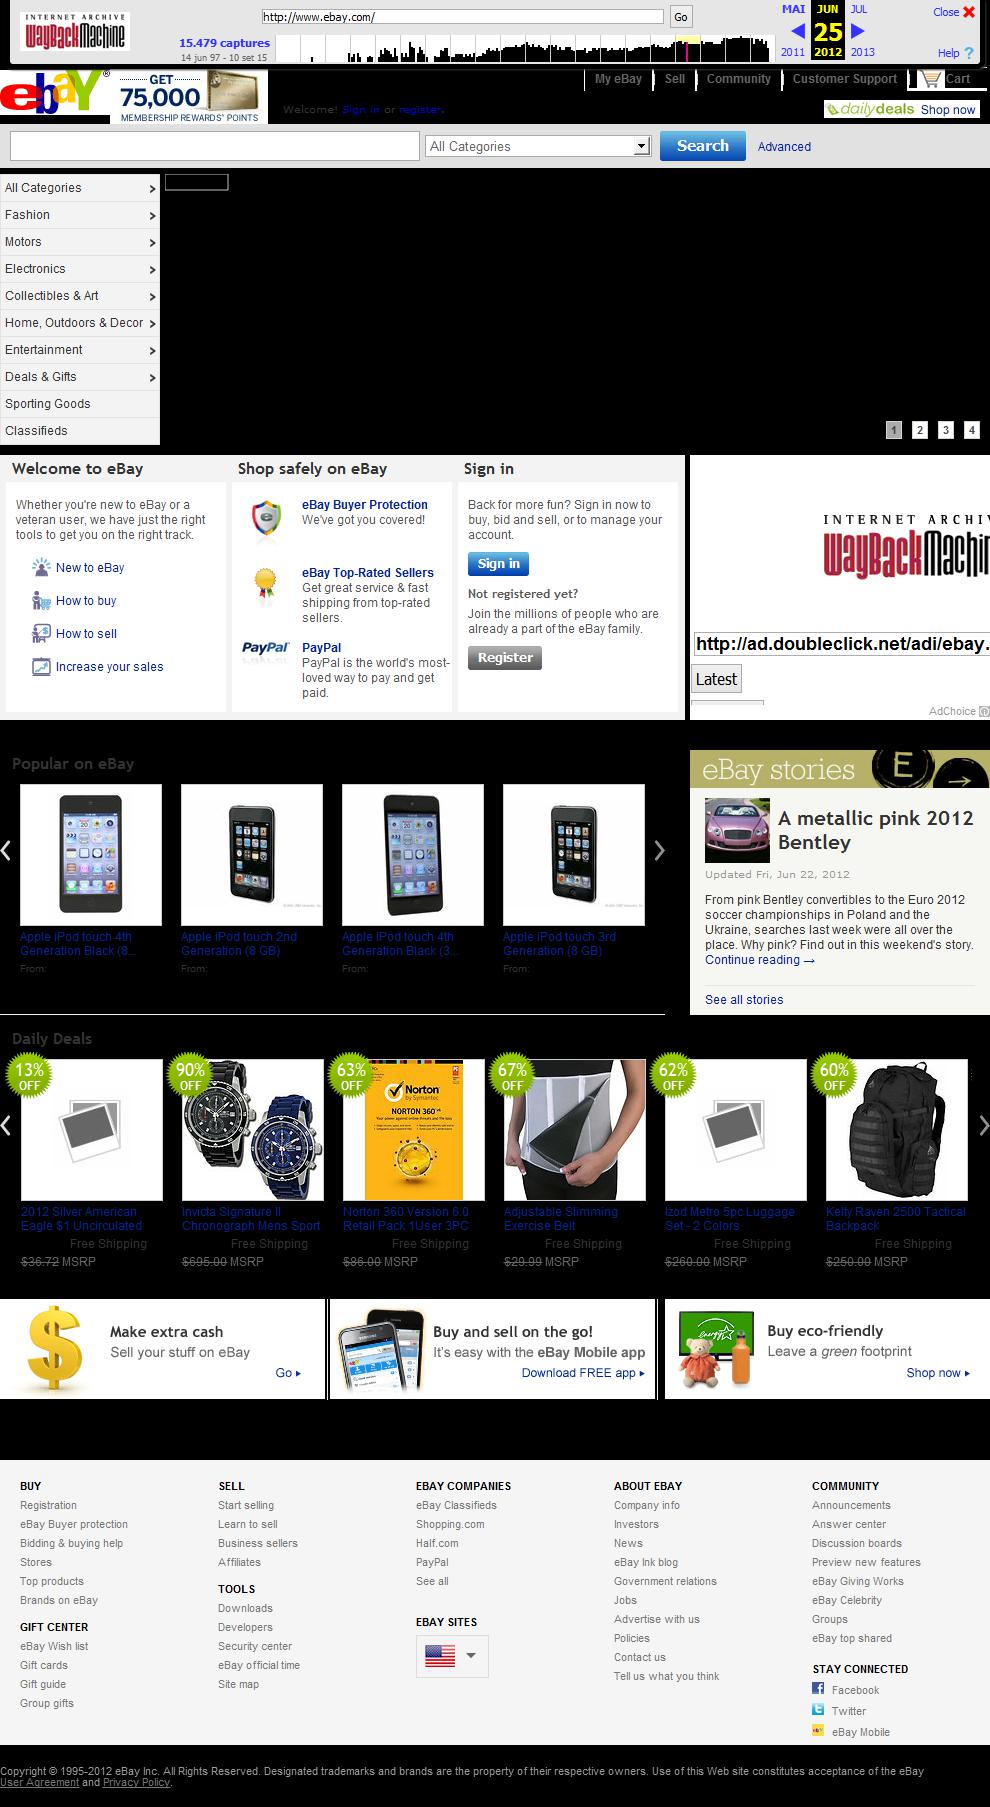 INTERNET ARCHIVE
WayBackMachine
http://www.ebay.com/
Go
MAI JUN JUL
Close
15.479 captures
25
14 jun 97 - 10 set 15
2011 2012 2013
Help ?
ebay®
GET
75,000
MEMBERSHIP REWARDS® POINTS
My eBay Sell Community Customer Support Cart
Welcome! Sign in or register.
dailydeals Shop now
All Categories
Search
Advanced
All Categories
Fashion
Motors
Electronics
Collectibles & Art
Home, Outdoors & Decor
Entertainment
Deals & Gifts
Sporting Goods
Classifieds
1 2 3 4
Welcome to eBay
Whether you're new to eBay or a
veteran user, we have just the right
tools to get you on the right track.
New to eBay
How to buy
How to sell
Increase your sales
Shop safely on eBay
eBay Buyer Protection
We've got you covered!
eBay Top-Rated Sellers
Get great service & fast
shipping from top-rated
sellers.
PayPal
PayPal
PayPal is the world's most-
loved way to pay and get
paid.
Sign in
Back for more fun? Sign in now to
buy, bid and sell, or to manage your
account.
Sign in
Not registered yet?
Join the millions of people who are
already a part of the eBay family.
Register
INTERNET ARCHIV
WayBackMachin
http://ad.doubleclick.net/adi/ebay.
Latest
AdChoice
Popular on eBay
Apple iPod touch 4th
Generation Black (8...
From:
Apple iPod touch 2nd
Generation (8 GB)
From:
Apple iPod touch 4th
Generation Black (3...
From:
Apple iPod touch 3rd
Generation (8 GB)
From:
eBay stories
E
A metallic pink 2012
Bentley
Updated Fri, Jun 22, 2012
From pink Bentley convertibles to the Euro 2012
soccer championships in Poland and the
Ukraine, searches last week were all over the
place. Why pink? Find out in this weekend's story.
Continue reading →
See all stories
Daily Deals
13%
OFF
2012 Silver American
Eagle $1 Uncirculated
Free Shipping
$36.72 MSRP
90%
OFF
Invicta Signature II
Chronograph Mens Sport
Free Shipping
$695.00 MSRP
63%
OFF
Norton
by Symantec
NORTON 360
Norton 360 Version 6.0
Retail Pack 1User 3PC
Free Shipping
$86.00 MSRP
67%
OFF
Adjustable Slimming
Exercise Belt
Free Shipping
$29.99 MSRP
62%
OFF
Izod Metro 5pc Luggage
Set - 2 Colors
Free Shipping
$260.00 MSRP
60%
OFF
Kelty Raven 2500 Tactical
Backpack
Free Shipping
$250.00 MSRP
Make extra cash
Sell your stuff on eBay
Go
Buy and sell on the go!
It's easy with the eBay Mobile app
Download FREE app
energy
Buy eco-friendly
Leave a green footprint
Shop now
BUY
Registration
eBay Buyer protection
Bidding & buying help
Stores
Top products
Brands on eBay
GIFT CENTER
eBay Wish list
Gift cards
Gift guide
Group gifts
SELL
Start selling
Learn to sell
Business sellers
Affiliates
TOOLS
Downloads
Developers
Security center
eBay official time
Site map
EBAY COMPANIES
eBay Classifieds
Shopping.com
Half.com
PayPal
See all
EBAY SITES
ABOUT EBAY
Company info
Investors
News
eBay Ink blog
Government relations
Jobs
Advertise with us
Policies
Contact us
Tell us what you think
COMMUNITY
Announcements
Answer center
Discussion boards
Preview new features
eBay Giving Works
eBay Celebrity
Groups
eBay top shared
STAY CONNECTED
Facebook
Twitter
eBay Mobile
Copyright © 1995-2012 eBay Inc. All Rights Reserved. Designated trademarks and brands are the property of their respective owners. Use of this Web site constitutes acceptance of the eBay
User Agreement and Privacy Policy.